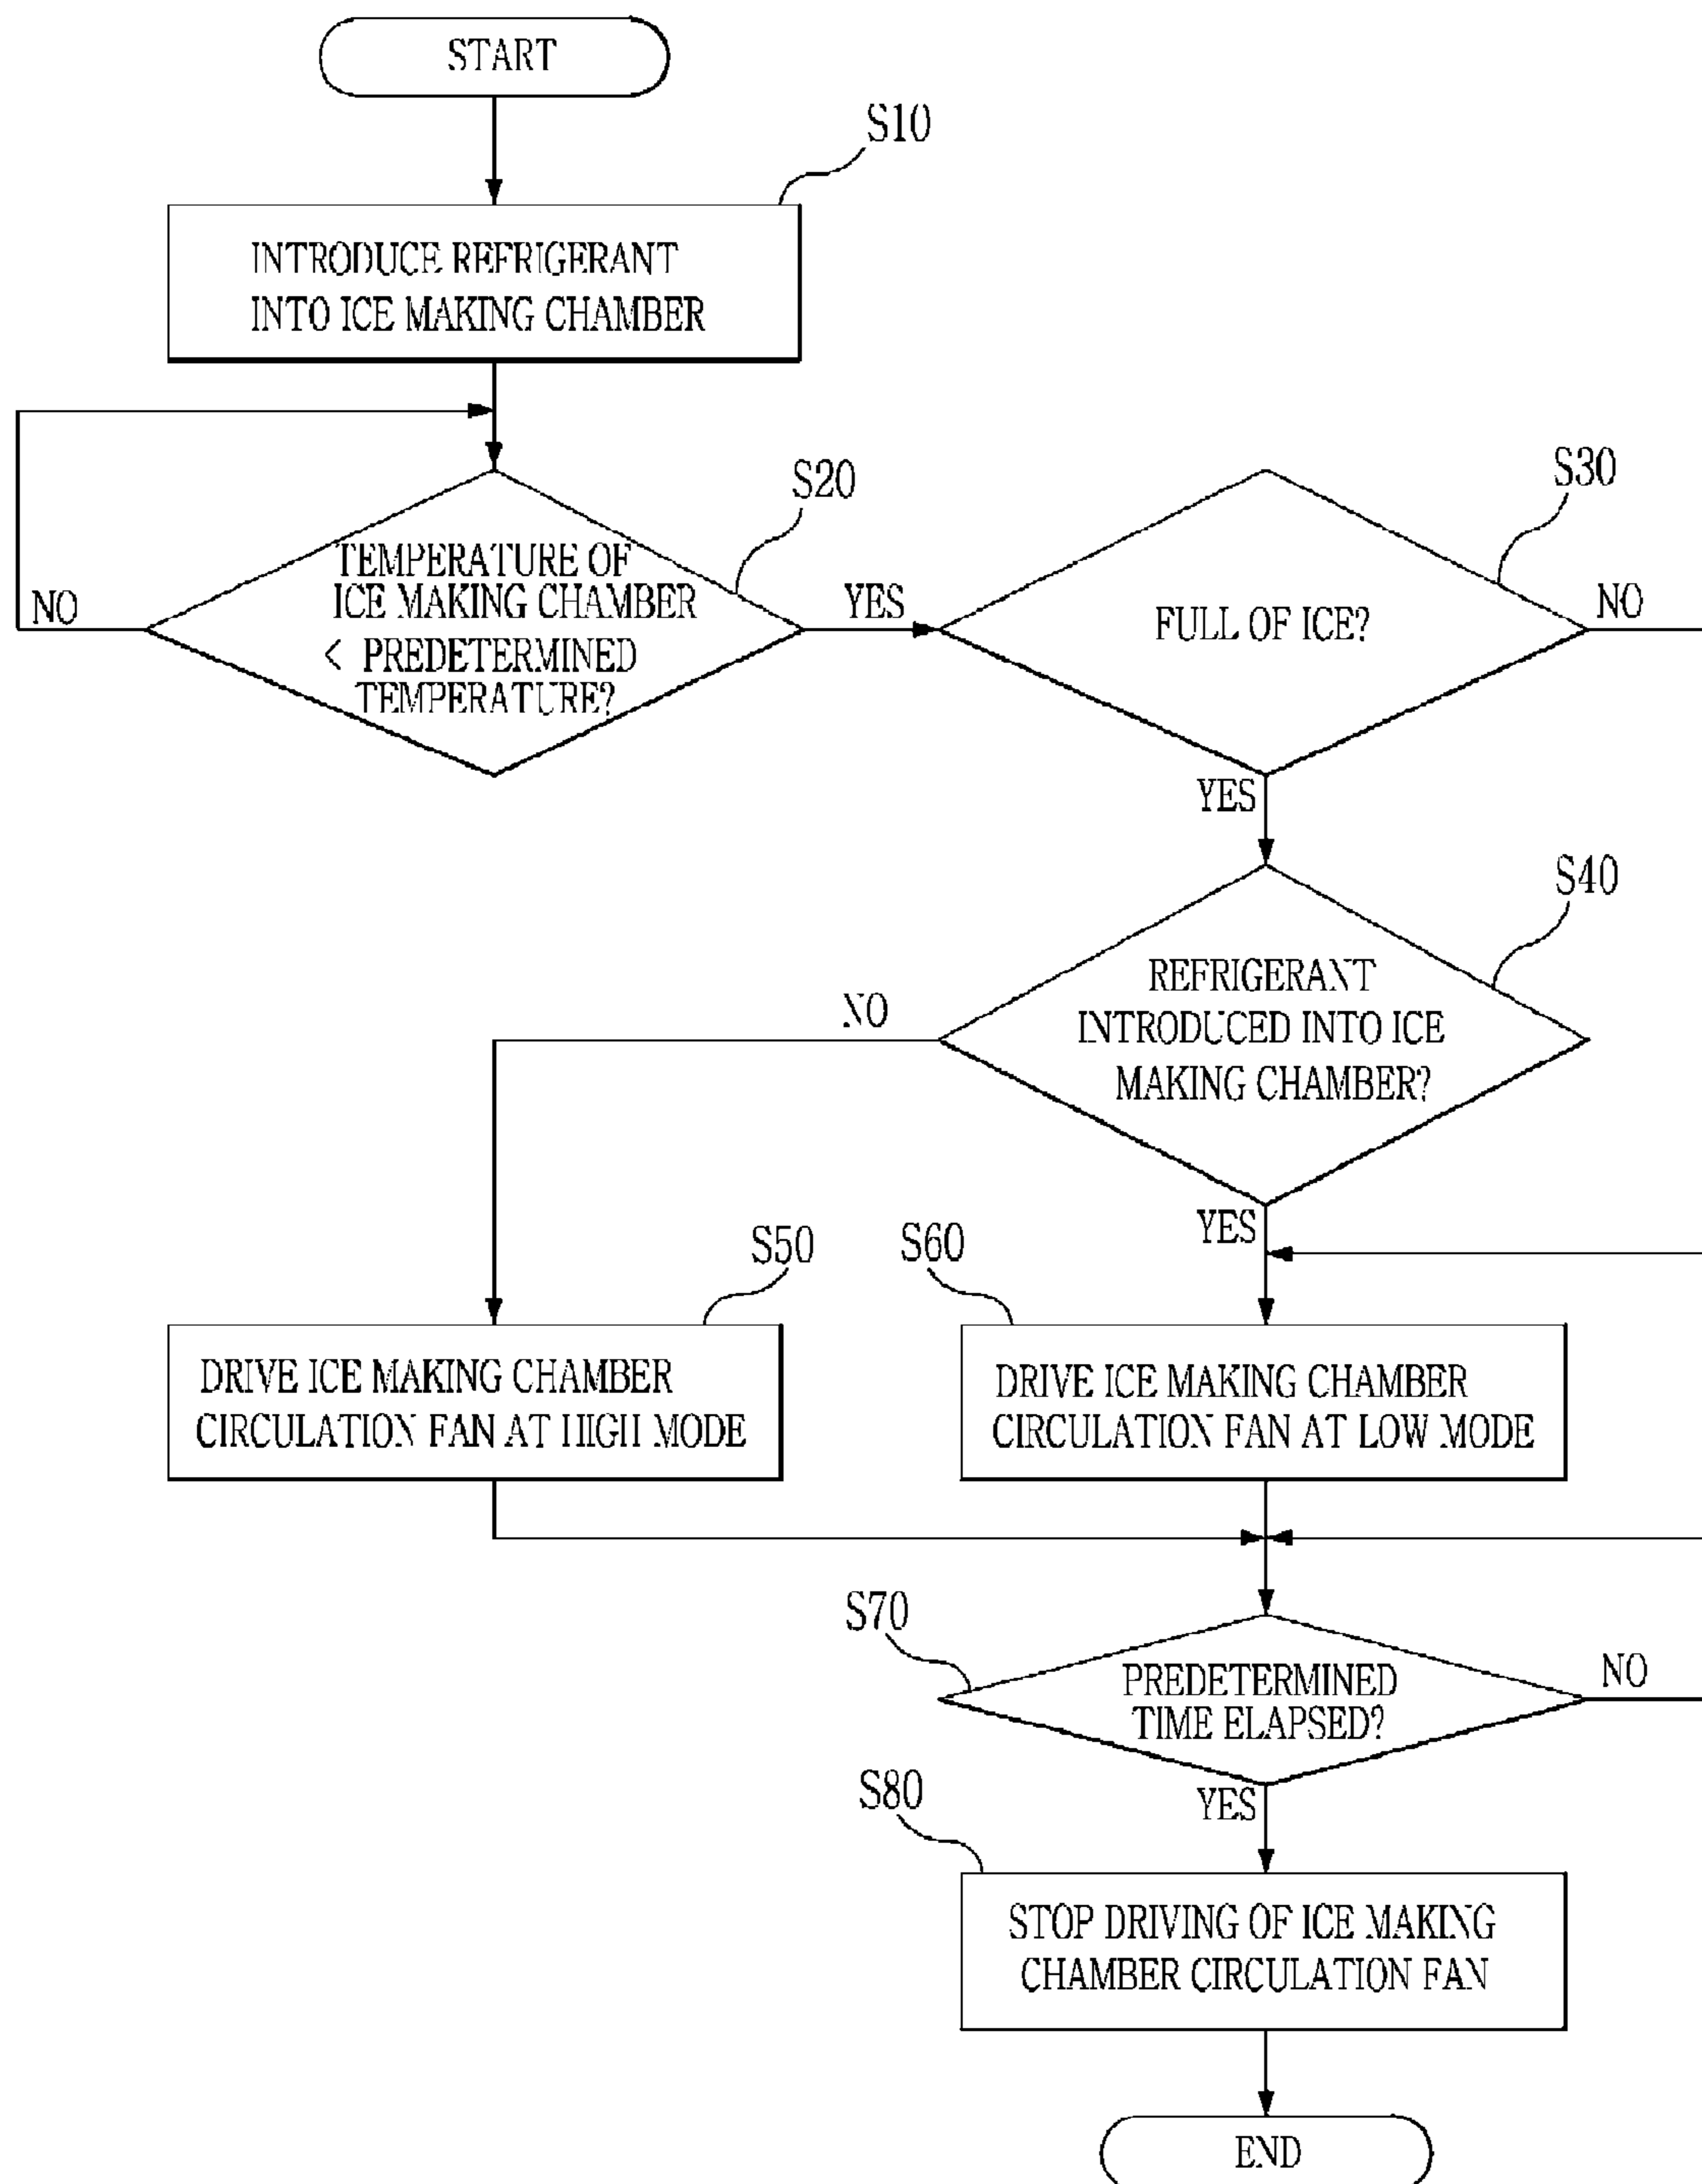 START
S10
INTRODUCE REFRIGERANT
INTO ICE MAKING CHAMBER
S20
TEMPERATURE OF
ICE MAKING CHAMBER
< PREDETERMINED
TEMPERATURE?
NO
YES
S30
FULL OF ICE?
NO
YES
S40
REFRIGERANT
INTRODUCED INTO ICE
MAKING CHAMBER?
NO
YES
S50
DRIVE ICE MAKING CHAMBER
CIRCULATION FAN AT HIGH MODE
S60
DRIVE ICE MAKING CHAMBER
CIRCULATION FAN AT LOW MODE
S70
PREDETERMINED
TIME ELAPSED?
NO
YES
S80
STOP DRIVING OF ICE MAKING
CHAMBER CIRCULATION FAN
END